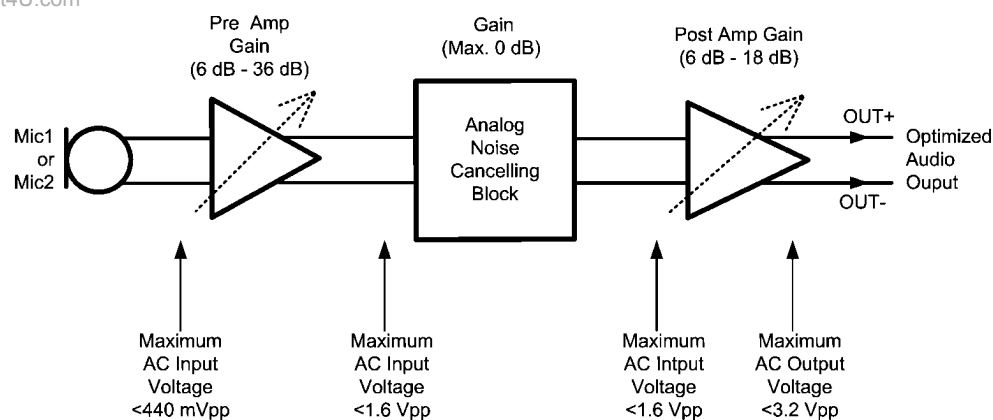 t4U.com
Pre Amp
Gain
(6 dB - 36 dB)
Gain
(Max. 0 dB)
Post Amp Gain
(6 dB - 18 dB)
Mic1
or
Mic2
Analog
Noise
Cancelling
Block
OUT+
OUT-
Optimized
Audio
Ouput
Maximum
AC Input
Voltage
<440 mVpp
Maximum
AC Input
Voltage
<1.6 Vpp
Maximum
AC Intput
Voltage
<1.6 Vpp
Maximum
AC Output
Voltage
<3.2 Vpp